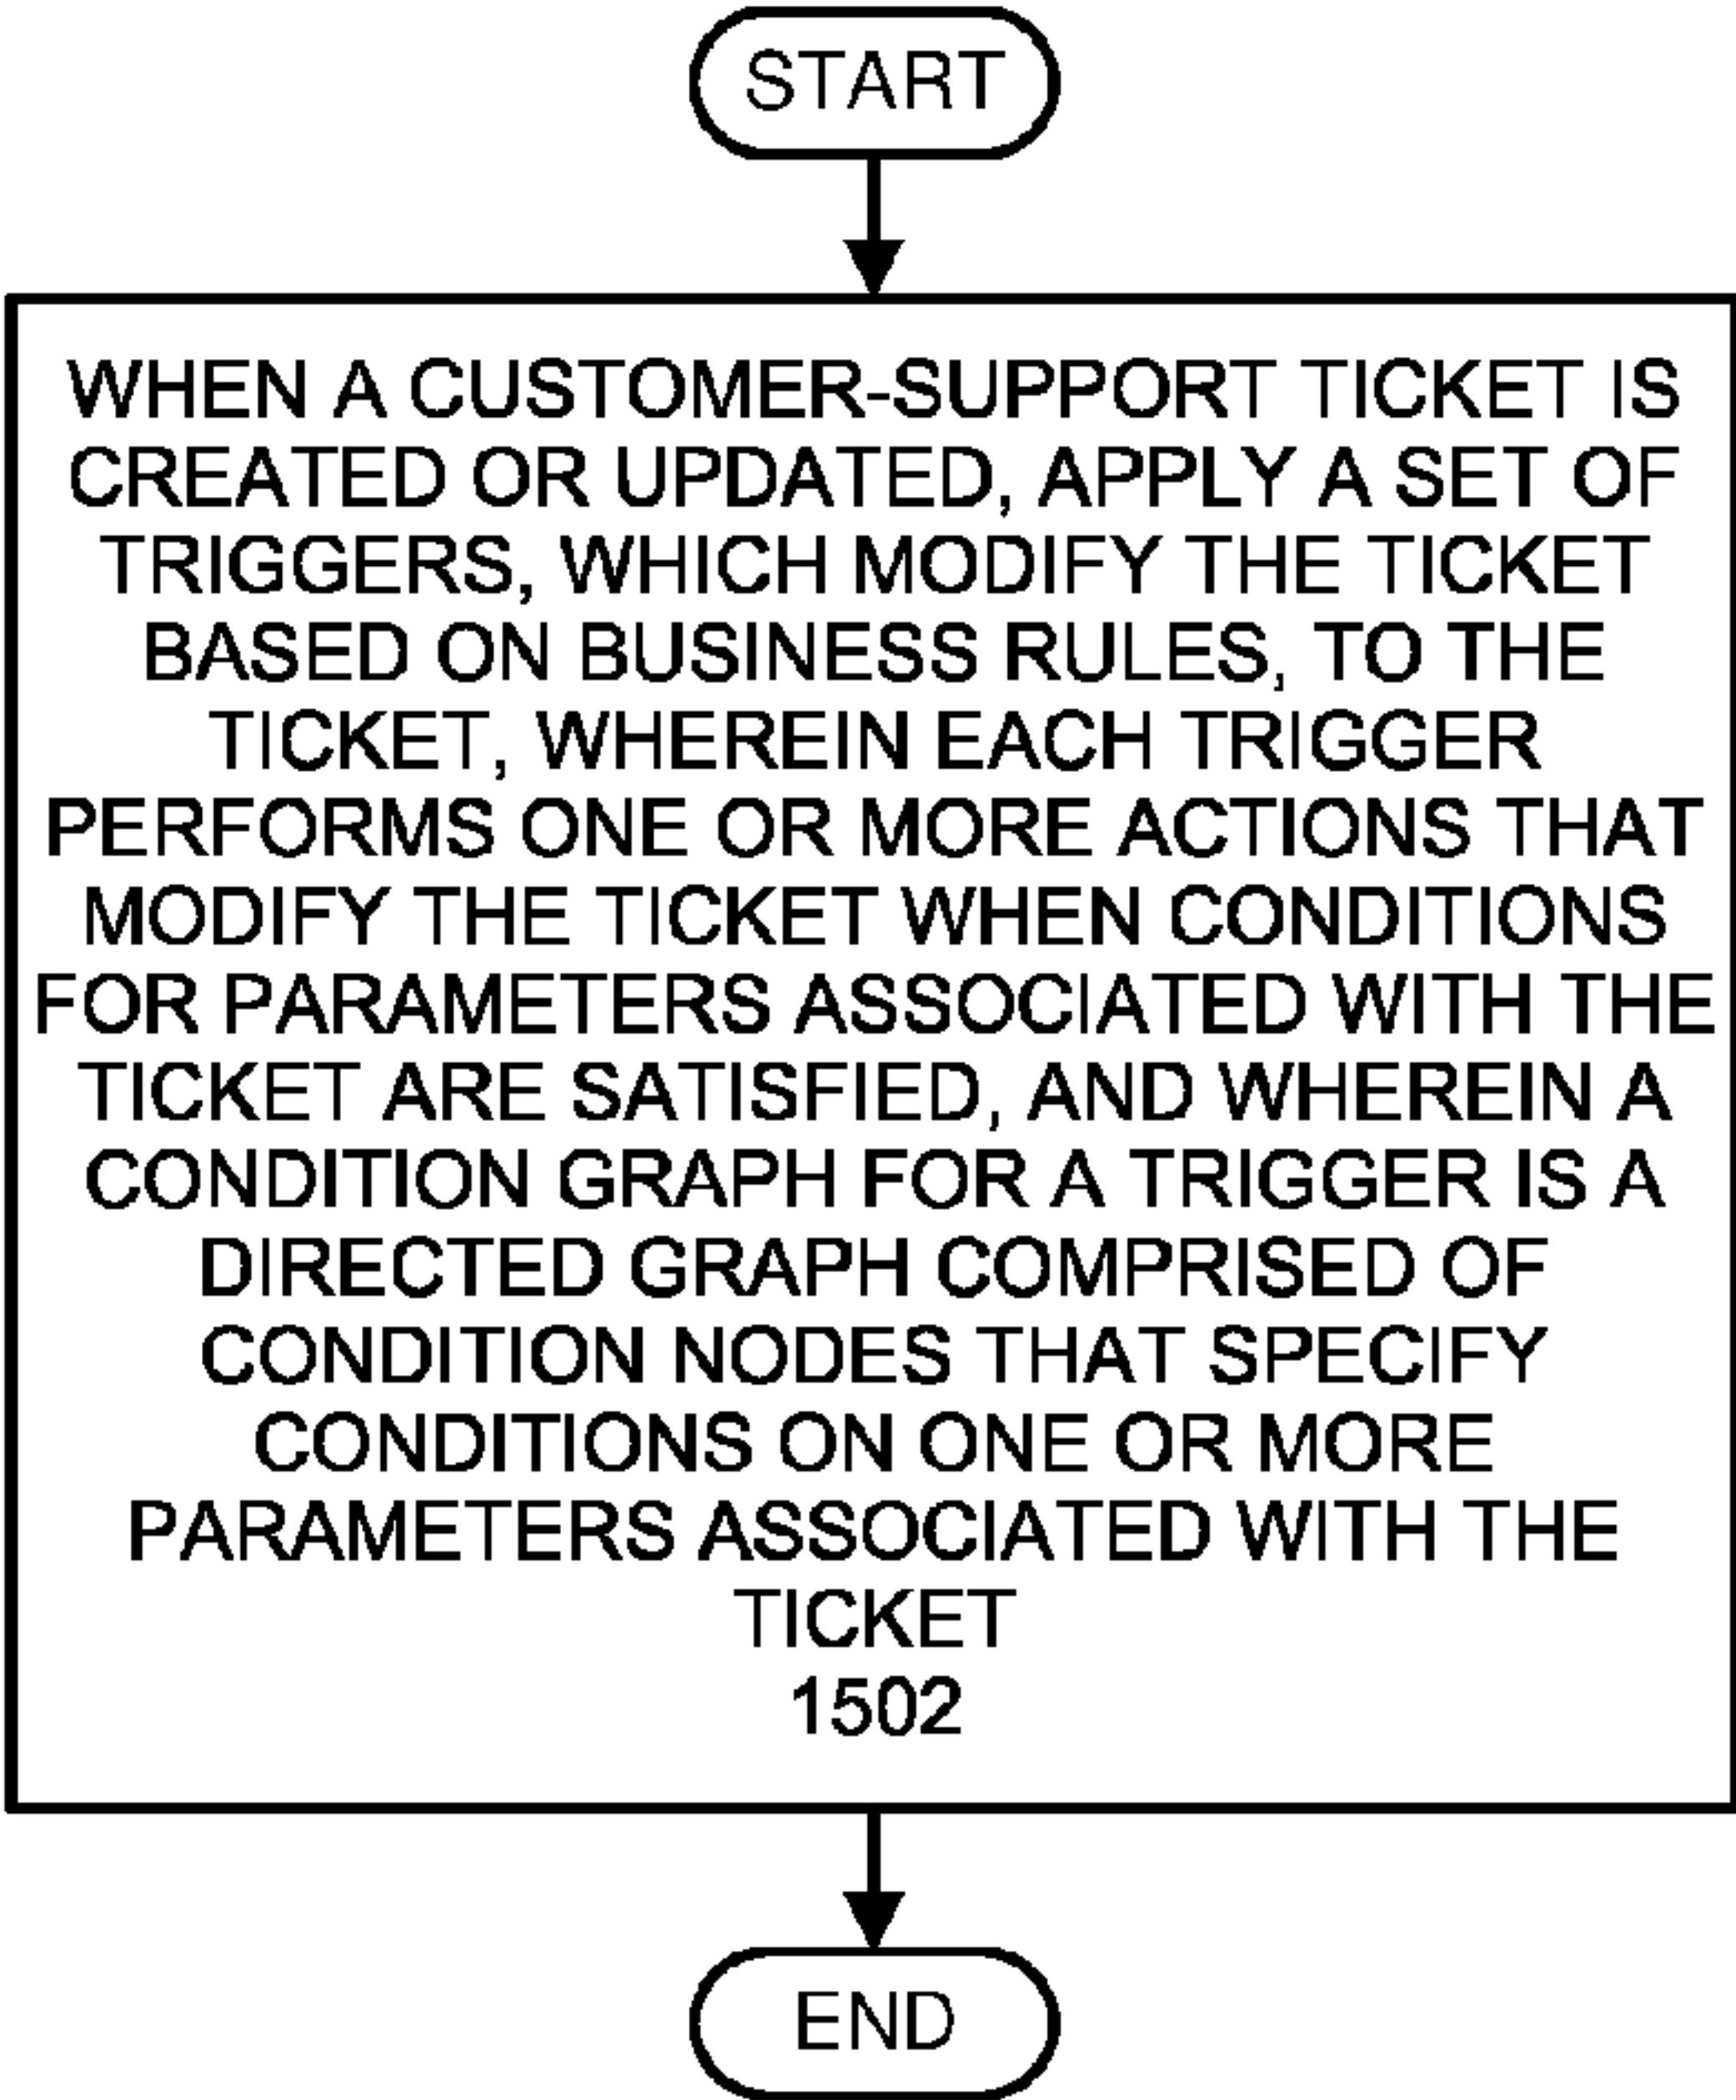 START
WHEN A CUSTOMER-SUPPORT TICKET IS
CREATED OR UPDATED, APPLY A SET OF
TRIGGERS, WHICH MODIFY THE TICKET
BASED ON BUSINESS RULES, TO THE
TICKET, WHEREIN EACH TRIGGER
PERFORMS ONE OR MORE ACTIONS THAT
MODIFY THE TICKET WHEN CONDITIONS
FOR PARAMETERS ASSOCIATED WITH THE
TICKET ARE SATISFIED, AND WHEREIN A
CONDITION GRAPH FOR A TRIGGER IS A
DIRECTED GRAPH COMPRISED OF
CONDITION NODES THAT SPECIFY
CONDITIONS ON ONE OR MORE
PARAMETERS ASSOCIATED WITH THE
TICKET
1502
END